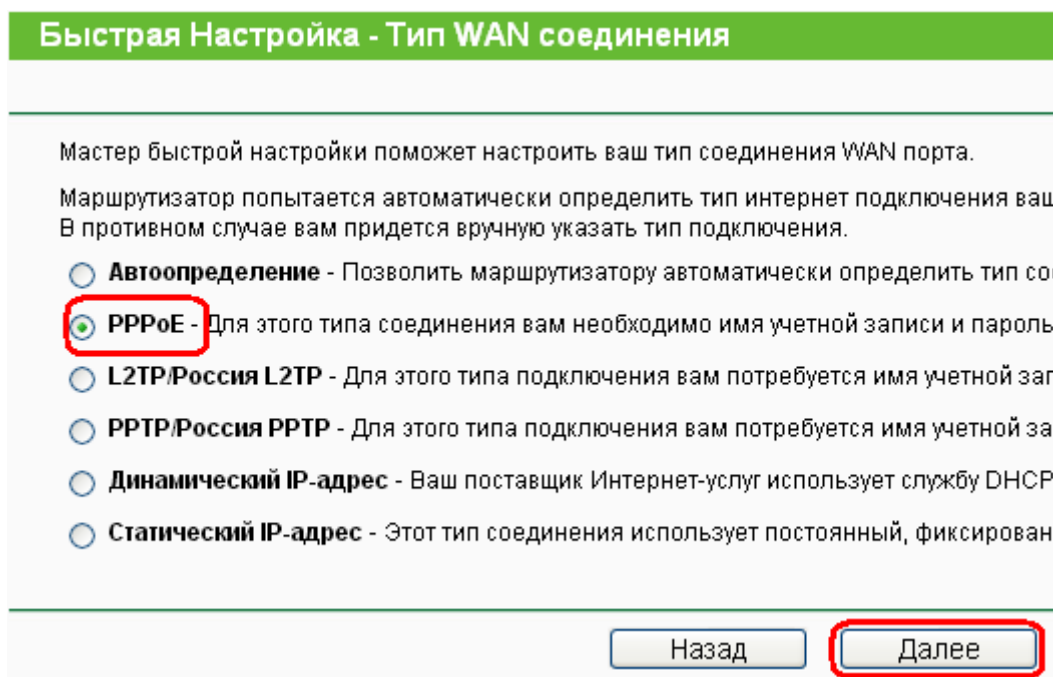 Быстрая Настройка - Тип WAN соединения
Мастер быстрой настройки поможет настроить ваш тип соединения WAN порта.
Маршрутизатор попытается автоматически определить тип интернет подключения ваш
В противном случае вам придется вручную указать тип подключения.
Автоопределение - Позволить маршрутизатору автоматически определить тип сое
PPPoE - Для этого типа соединения вам необходимо имя учетной записи и пароль
L2TP/Россия L2TP - Для этого типа подключения вам потребуется имя учетной зап
PPTP/Россия PPTP - Для этого типа подключения вам потребуется имя учетной за
Динамический IP-адрес - Ваш поставщик Интернет-услуг использует службу DHCP
Статический IP-адрес - Этот тип соединения использует постоянный, фиксирован
Назад Далее